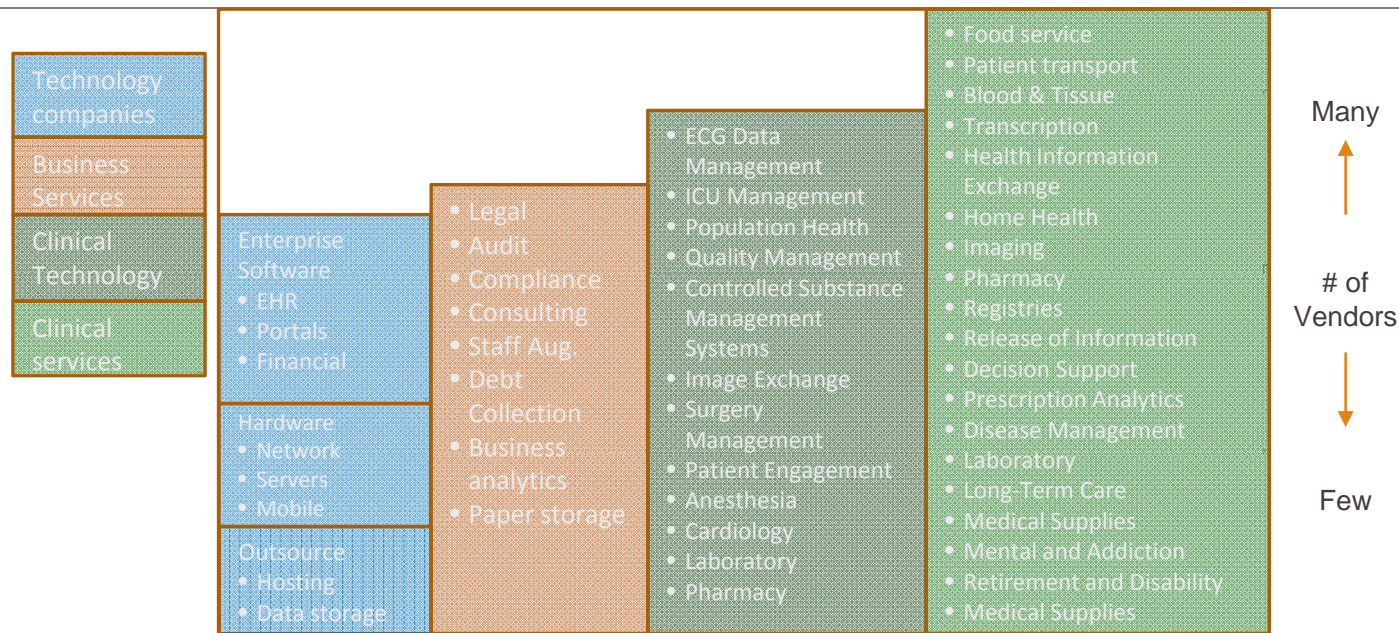 Technology
companies
Business
Services
Clinical
Technology
Clinical
services
Enterprise
Software
• EHR
• Portals
• Financial
Hardware
• Network
• Servers
• Mobile
Outsource
• Hosting
• Data storage
• Legal
• Audit
• Compliance
• Consulting
• Staff Aug.
• Debt
Collection
• Business
analytics
• Paper storage
• ECG Data
Management
• ICU Management
• Population Health
• Quality Management
• Controlled Substance
Management
Systems
• Image Exchange
• Surgery
Management
• Patient Engagement
• Anesthesia
• Cardiology
• Laboratory
• Pharmacy
• Food service
• Patient transport
• Blood & Tissue
• Transcription
• Health Information
Exchange
• Home Health
• Imaging
• Pharmacy
• Registries
• Release of Information
• Decision Support
• Prescription Analytics
• Disease Management
• Laboratory
• Long-Term Care
• Medical Supplies
• Mental and Addiction
• Retirement and Disability
• Medical Supplies
Many
# of
Vendors
Few